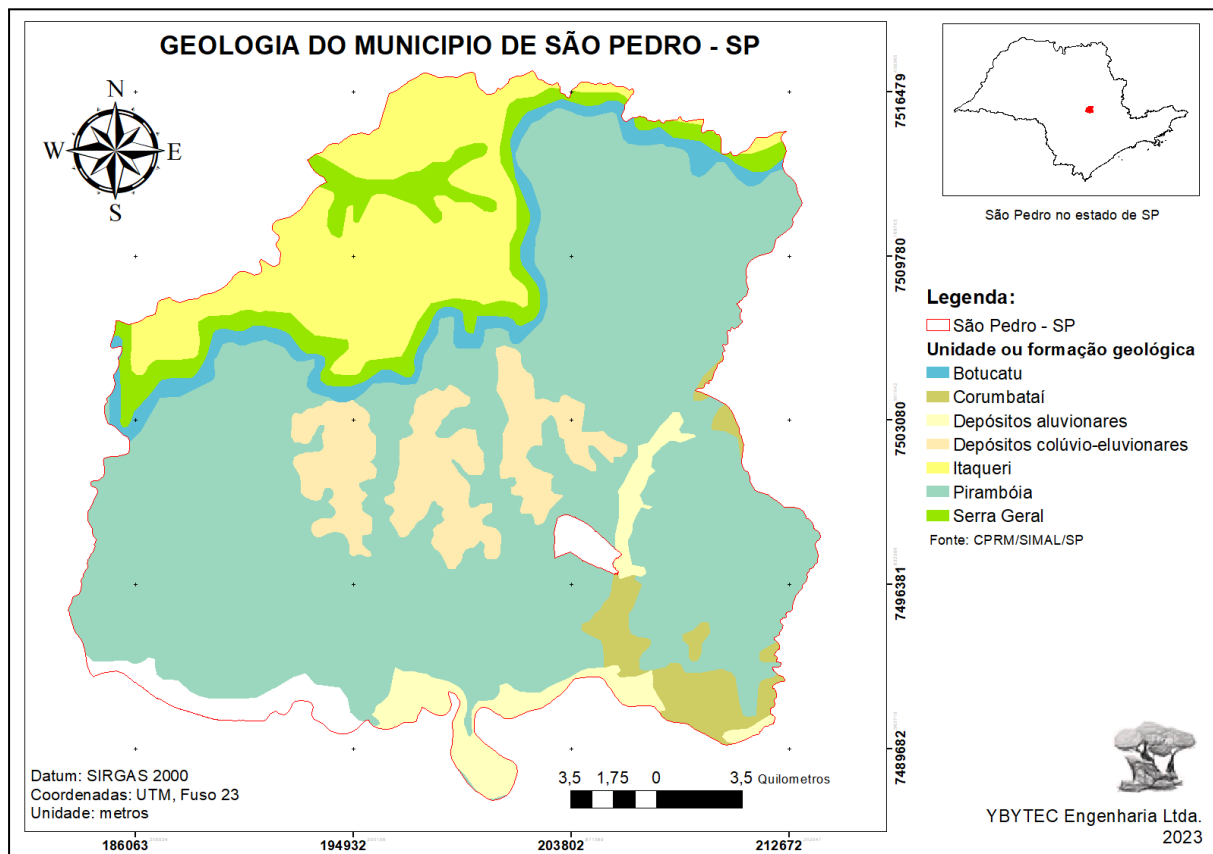 GEOLOGIA DO MUNICIPIO DE SÃO PEDRO - SP
N
W
E
S
7516479
7509780
7503080
7496381
7489682
186063
194932
203802
212672
Datum: SIRGAS 2000
Coordenadas: UTM, Fuso 23
Unidade: metros
3,5 1,75 0 3,5 Quilometros
São Pedro no estado de SP
Legenda:
São Pedro - SP
Unidade ou formação geológica
Botucatu
Corumbataí
Depósitos aluvionares
Depósitos colúvio-eluvionares
Itaqueri
Pirambóia
Serra Geral
Fonte: CPRM/SIMAL/SP
YBYTEC Engenharia Ltda.
2023